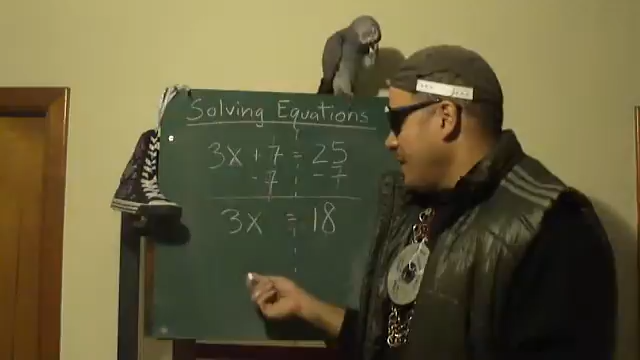 Solving Equations
3x + 7 = 25
- 7 - 7
3x = 18